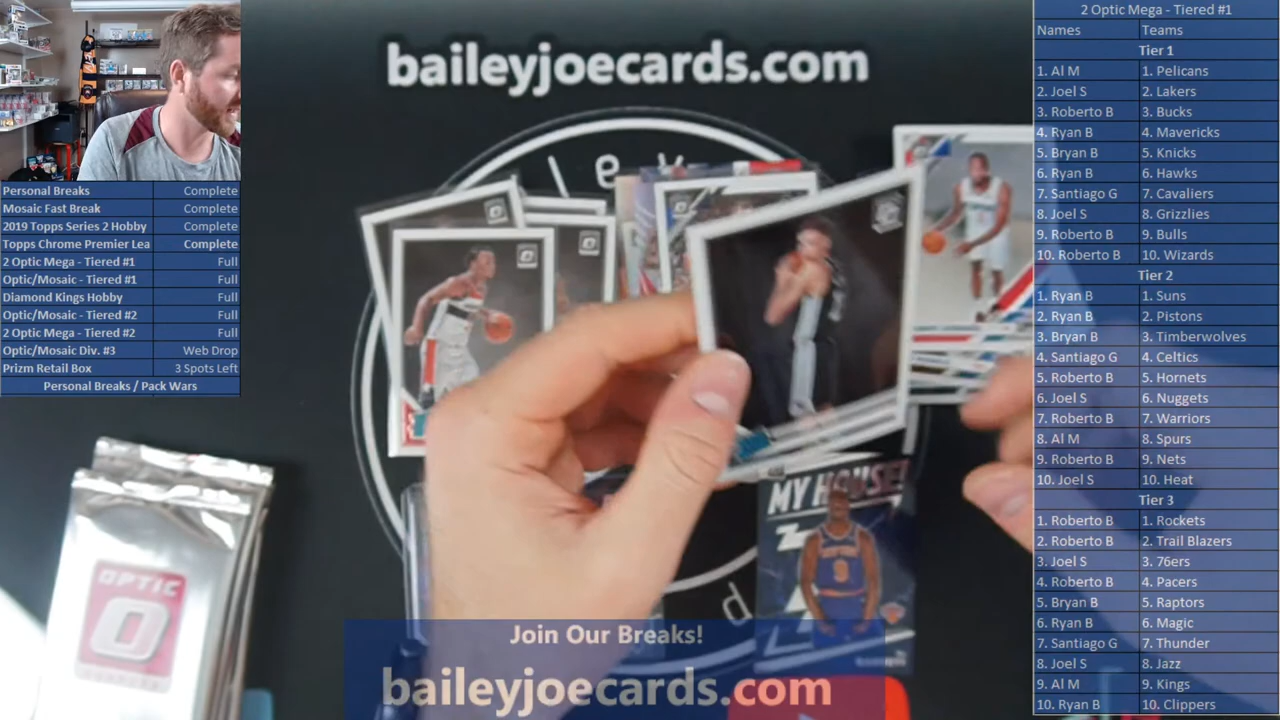 baileyjoecards.com
Personal Breaks Complete
Mosaic Fast Break Complete
2019 Topps Series 2 Hobby Complete
Topps Chrome Premier Lea Complete
2 Optic Mega - Tiered #1 Full
Optic/Mosaic - Tiered #1 Full
Diamond Kings Hobby Full
Optic/Mosaic - Tiered #2 Full
2 Optic Mega - Tiered #2 Full
Optic/Mosaic Div. #3 Web Drop
Prizm Retail Box 3 Spots Left
Personal Breaks / Pack Wars
OPTIC
MY HOUSE!
Join Our Breaks!
baileyjoecards.com
2 Optic Mega - Tiered #1
Names Teams
Tier 1
1. Al M 1. Pelicans
2. Joel S 2. Lakers
3. Roberto B 3. Bucks
4. Ryan B 4. Mavericks
5. Bryan B 5. Knicks
6. Ryan B 6. Hawks
7. Santiago G 7. Cavaliers
8. Joel S 8. Grizzlies
9. Roberto B 9. Bulls
10. Roberto B 10. Wizards
Tier 2
1. Ryan B 1. Suns
2. Ryan B 2. Pistons
3. Bryan B 3. Timberwolves
4. Santiago G 4. Celtics
5. Roberto B 5. Hornets
6. Joel S 6. Nuggets
7. Roberto B 7. Warriors
8. Al M 8. Spurs
9. Roberto B 9. Nets
10. Joel S 10. Heat
Tier 3
1. Roberto B 1. Rockets
2. Roberto B 2. Trail Blazers
3. Joel S 3. 76ers
4. Roberto B 4. Pacers
5. Bryan B 5. Raptors
6. Ryan B 6. Magic
7. Santiago G 7. Thunder
8. Joel S 8. Jazz
9. Al M 9. Kings
10. Ryan B 10. Clippers